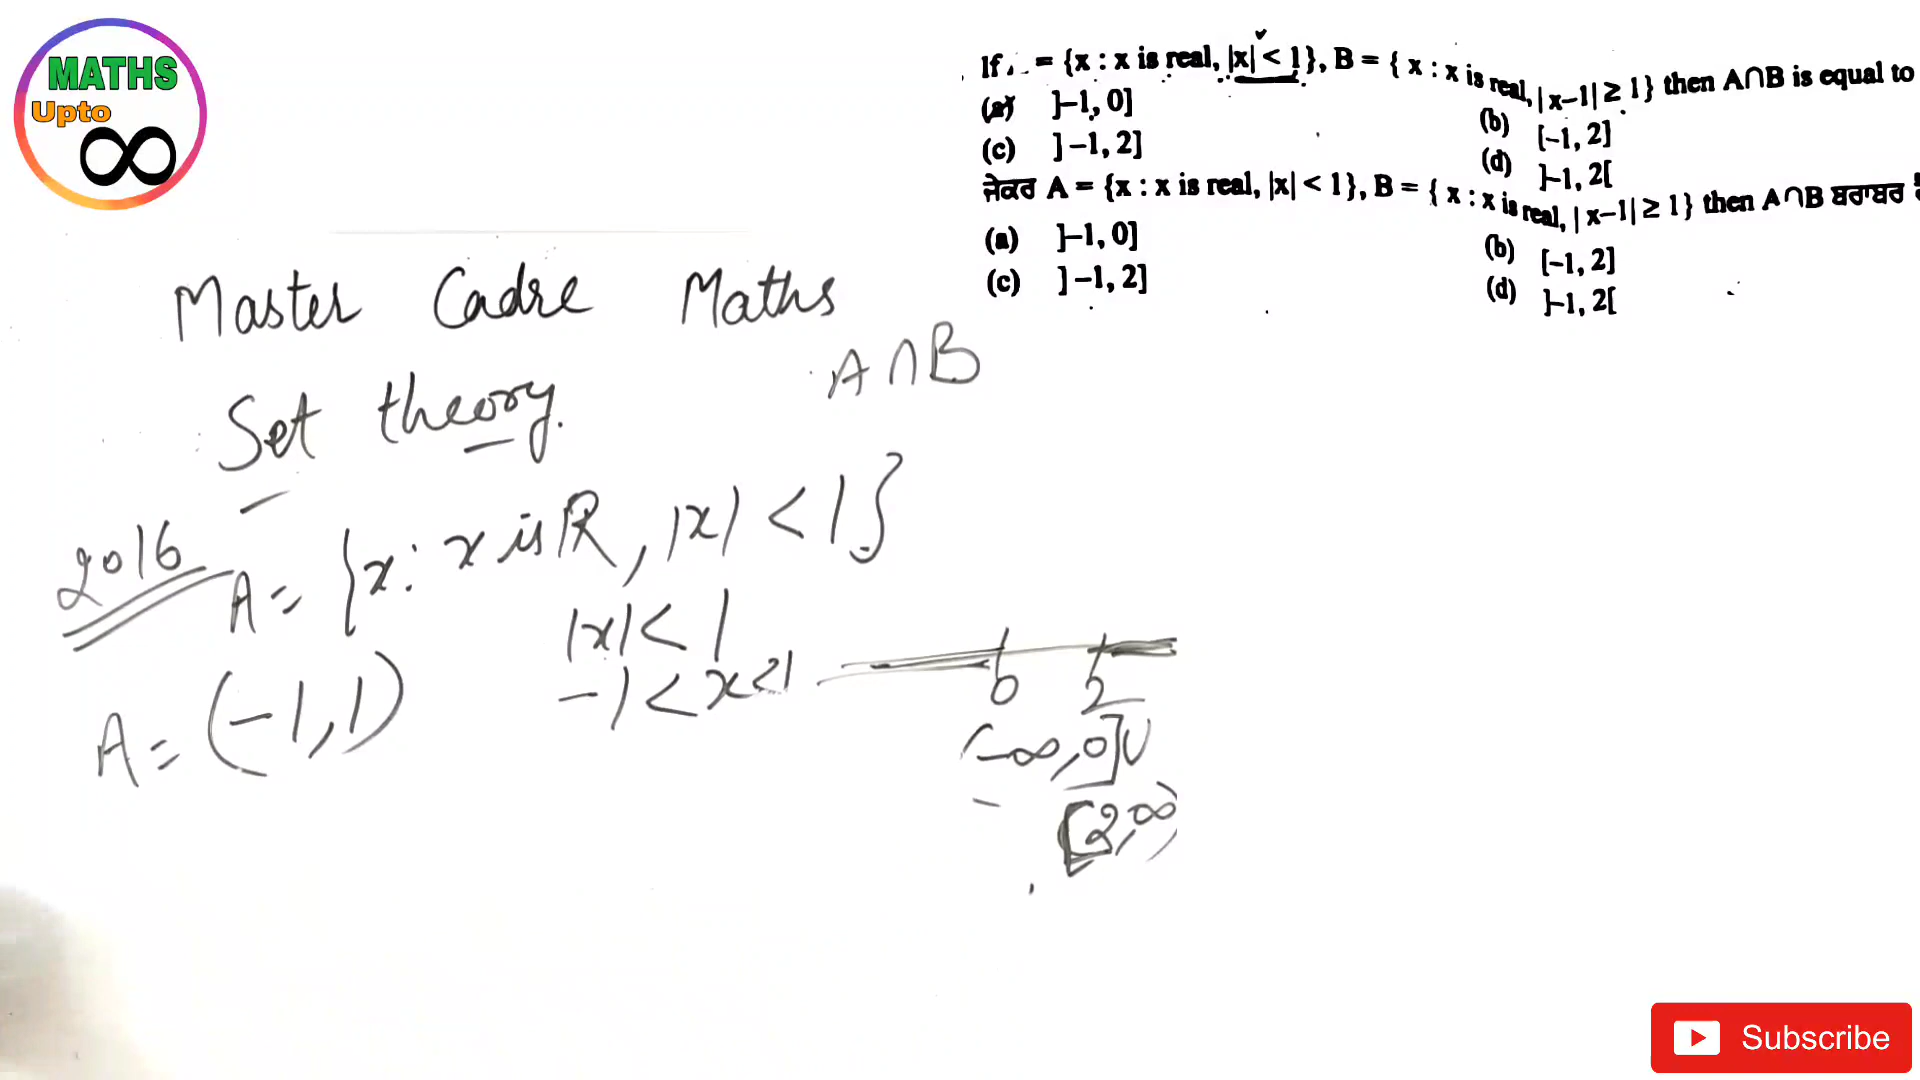 MATHS
Upto
∞
If = {x : x is real, |x| < 1}, B = { x : x is real, | x–1| ≥ 1} then A∩B is equal to
(a) ]–1, 0]
(b) [–1, 2]
(c) ]–1, 2]
(d) ]–1, 2[
ਜੇਕਰ A = {x : x is real, |x| < 1}, B = { x : x is real, | x–1| ≥ 1} then A∩B ਬਰਾਬਰ
(a) ]–1, 0]
(b) [–1, 2]
(c) ]–1, 2]
(d) ]–1, 2[
Master Cadre Maths
A∩B
Set theory.
2016
A = {x: x is R, |x| < 1}
|x| < 1
-1 < x < 1
A = (-1, 1)
0 2
(-∞, 0] ∪
[2, ∞)
Subscribe